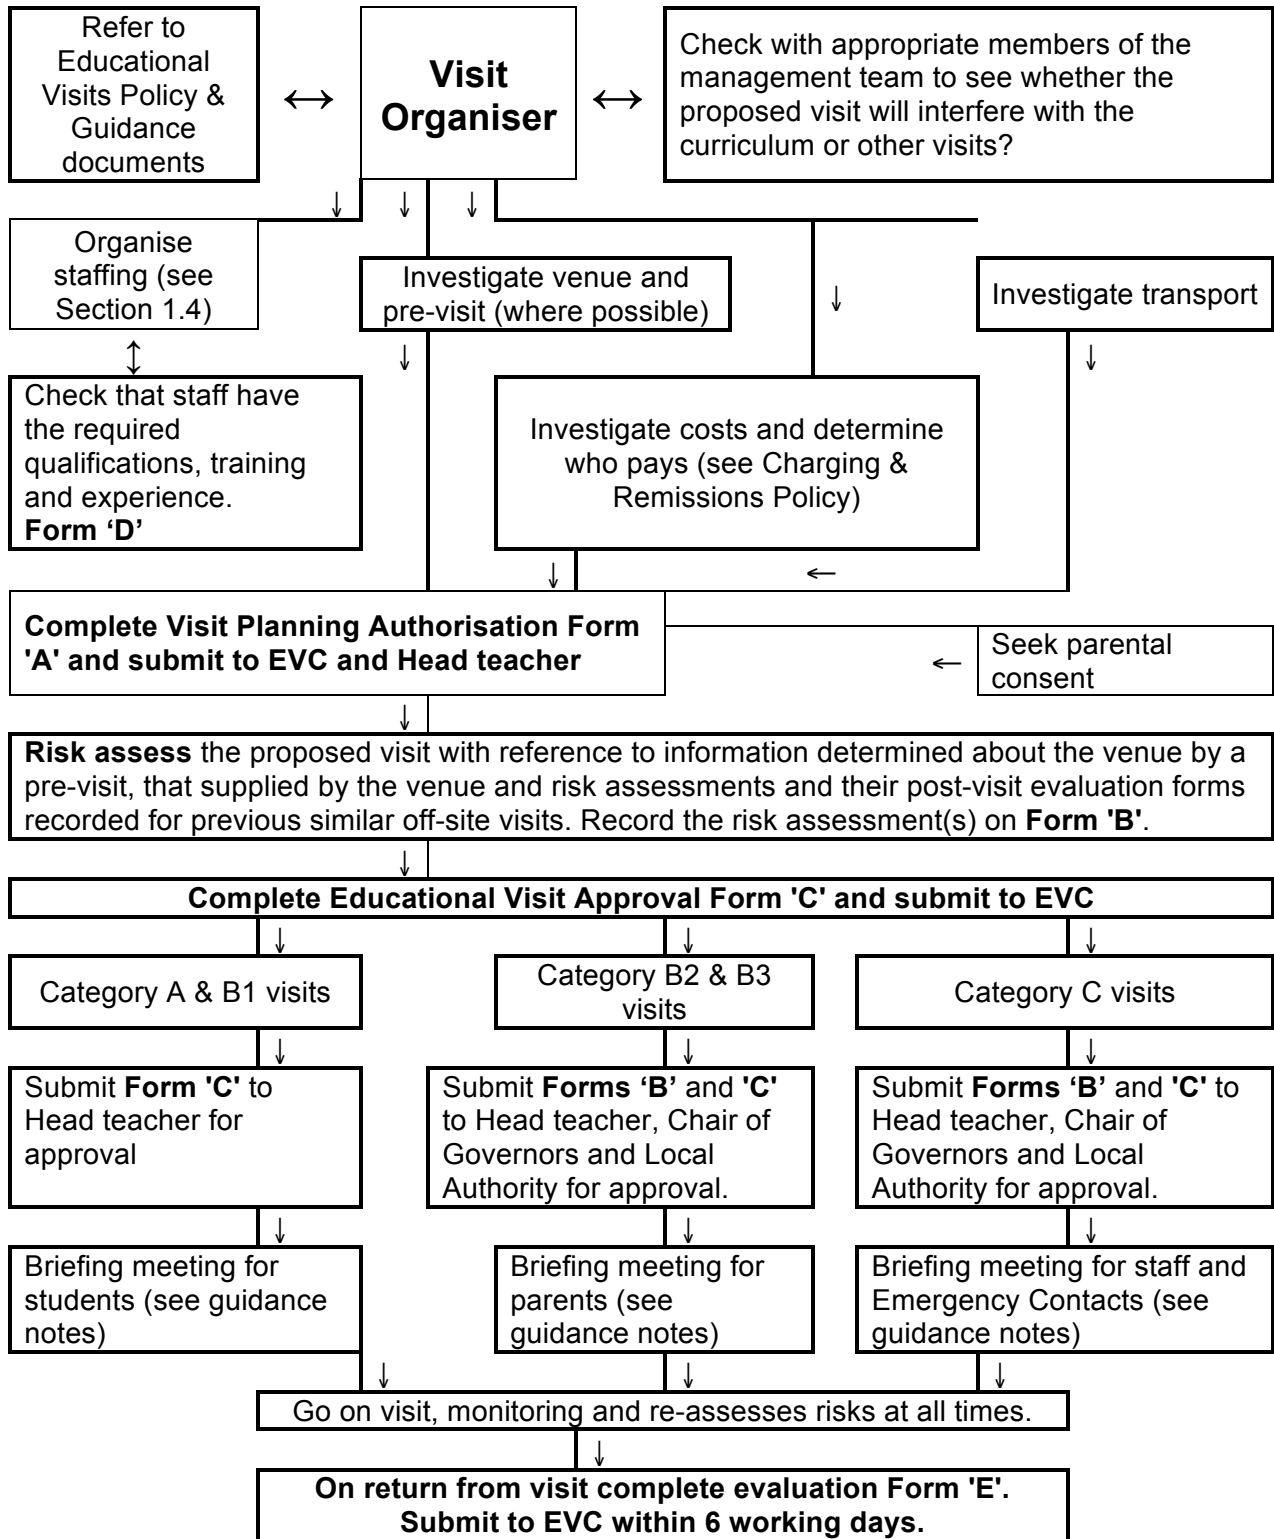 Refer to
Educational
Visits Policy &
Guidance
documents
Visit
Organiser
Check with appropriate members of the
management team to see whether the
proposed visit will interfere with the
curriculum or other visits?
Organise
staffing (see
Section 1.4)
Investigate venue and
pre-visit (where possible)
Investigate transport
Check that staff have
the required
qualifications, training
and experience.
Form ‘D’
Investigate costs and determine
who pays (see Charging &
Remissions Policy)
Complete Visit Planning Authorisation Form
'A' and submit to EVC and Head teacher
Seek parental
consent
Risk assess the proposed visit with reference to information determined about the venue by a
pre-visit, that supplied by the venue and risk assessments and their post-visit evaluation forms
recorded for previous similar off-site visits. Record the risk assessment(s) on Form 'B'.
Complete Educational Visit Approval Form 'C' and submit to EVC
Category A & B1 visits
Category B2 & B3
visits
Category C visits
Submit Form 'C' to
Head teacher for
approval
Submit Forms ‘B’ and 'C'
to Head teacher, Chair of
Governors and Local
Authority for approval.
Submit Forms ‘B’ and 'C' to
Head teacher, Chair of
Governors and Local
Authority for approval.
Briefing meeting for
students (see guidance
notes)
Briefing meeting for
parents (see
guidance notes)
Briefing meeting for staff and
Emergency Contacts (see
guidance notes)
Go on visit, monitoring and re-assesses risks at all times.
On return from visit complete evaluation Form 'E'.
Submit to EVC within 6 working days.